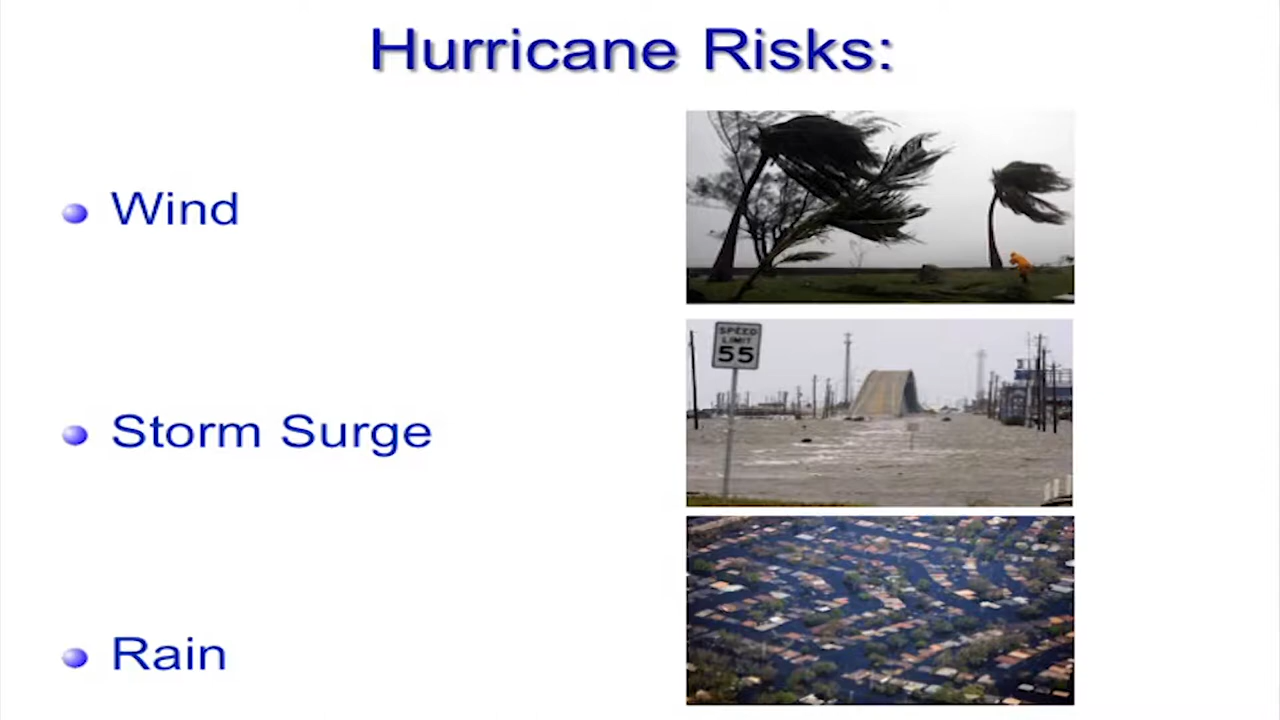 Hurricane Risks:
Wind
SPEED
LIMIT
55
Storm Surge
Rain